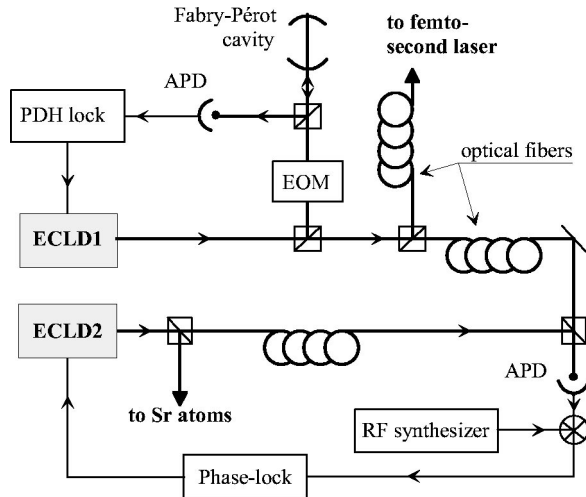 Fabry-Pérot
cavity
to femto-
second laser
APD
PDH lock
optical fibers
EOM
ECLD1
ECLD2
APD
to Sr atoms
RF synthesizer
Phase-lock